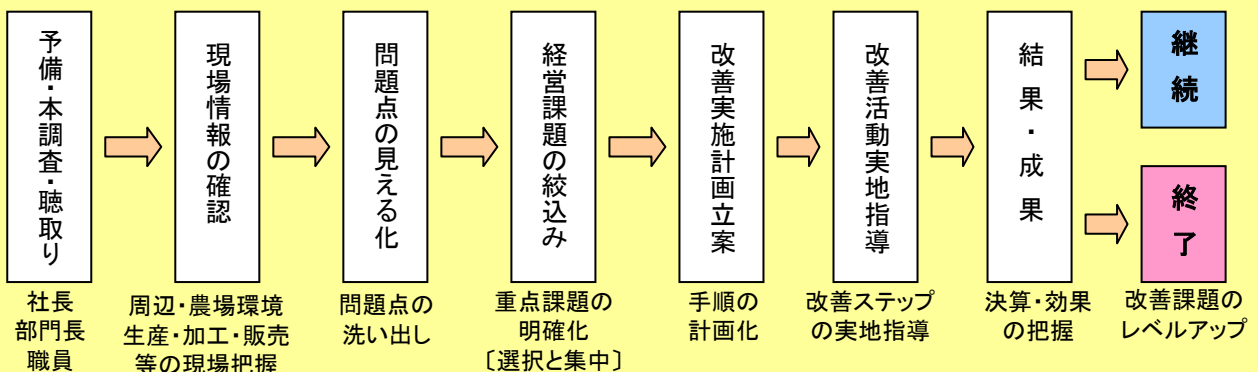 予備・本調査・聴取り
現場情報の確認
問題点の見える化
経営課題の絞込み
改善実施計画立案
改善活動実地指導
結果・成果
継続
終了
社長
部門長
職員
周辺・農場環境
生産・加工・販売
等の現場把握
問題点の
洗い出し
重点課題の
明確化
〔選択と集中〕
手順の
計画化
改善ステップ
の実地指導
決算・効果
の把握
改善課題の
レベルアップ